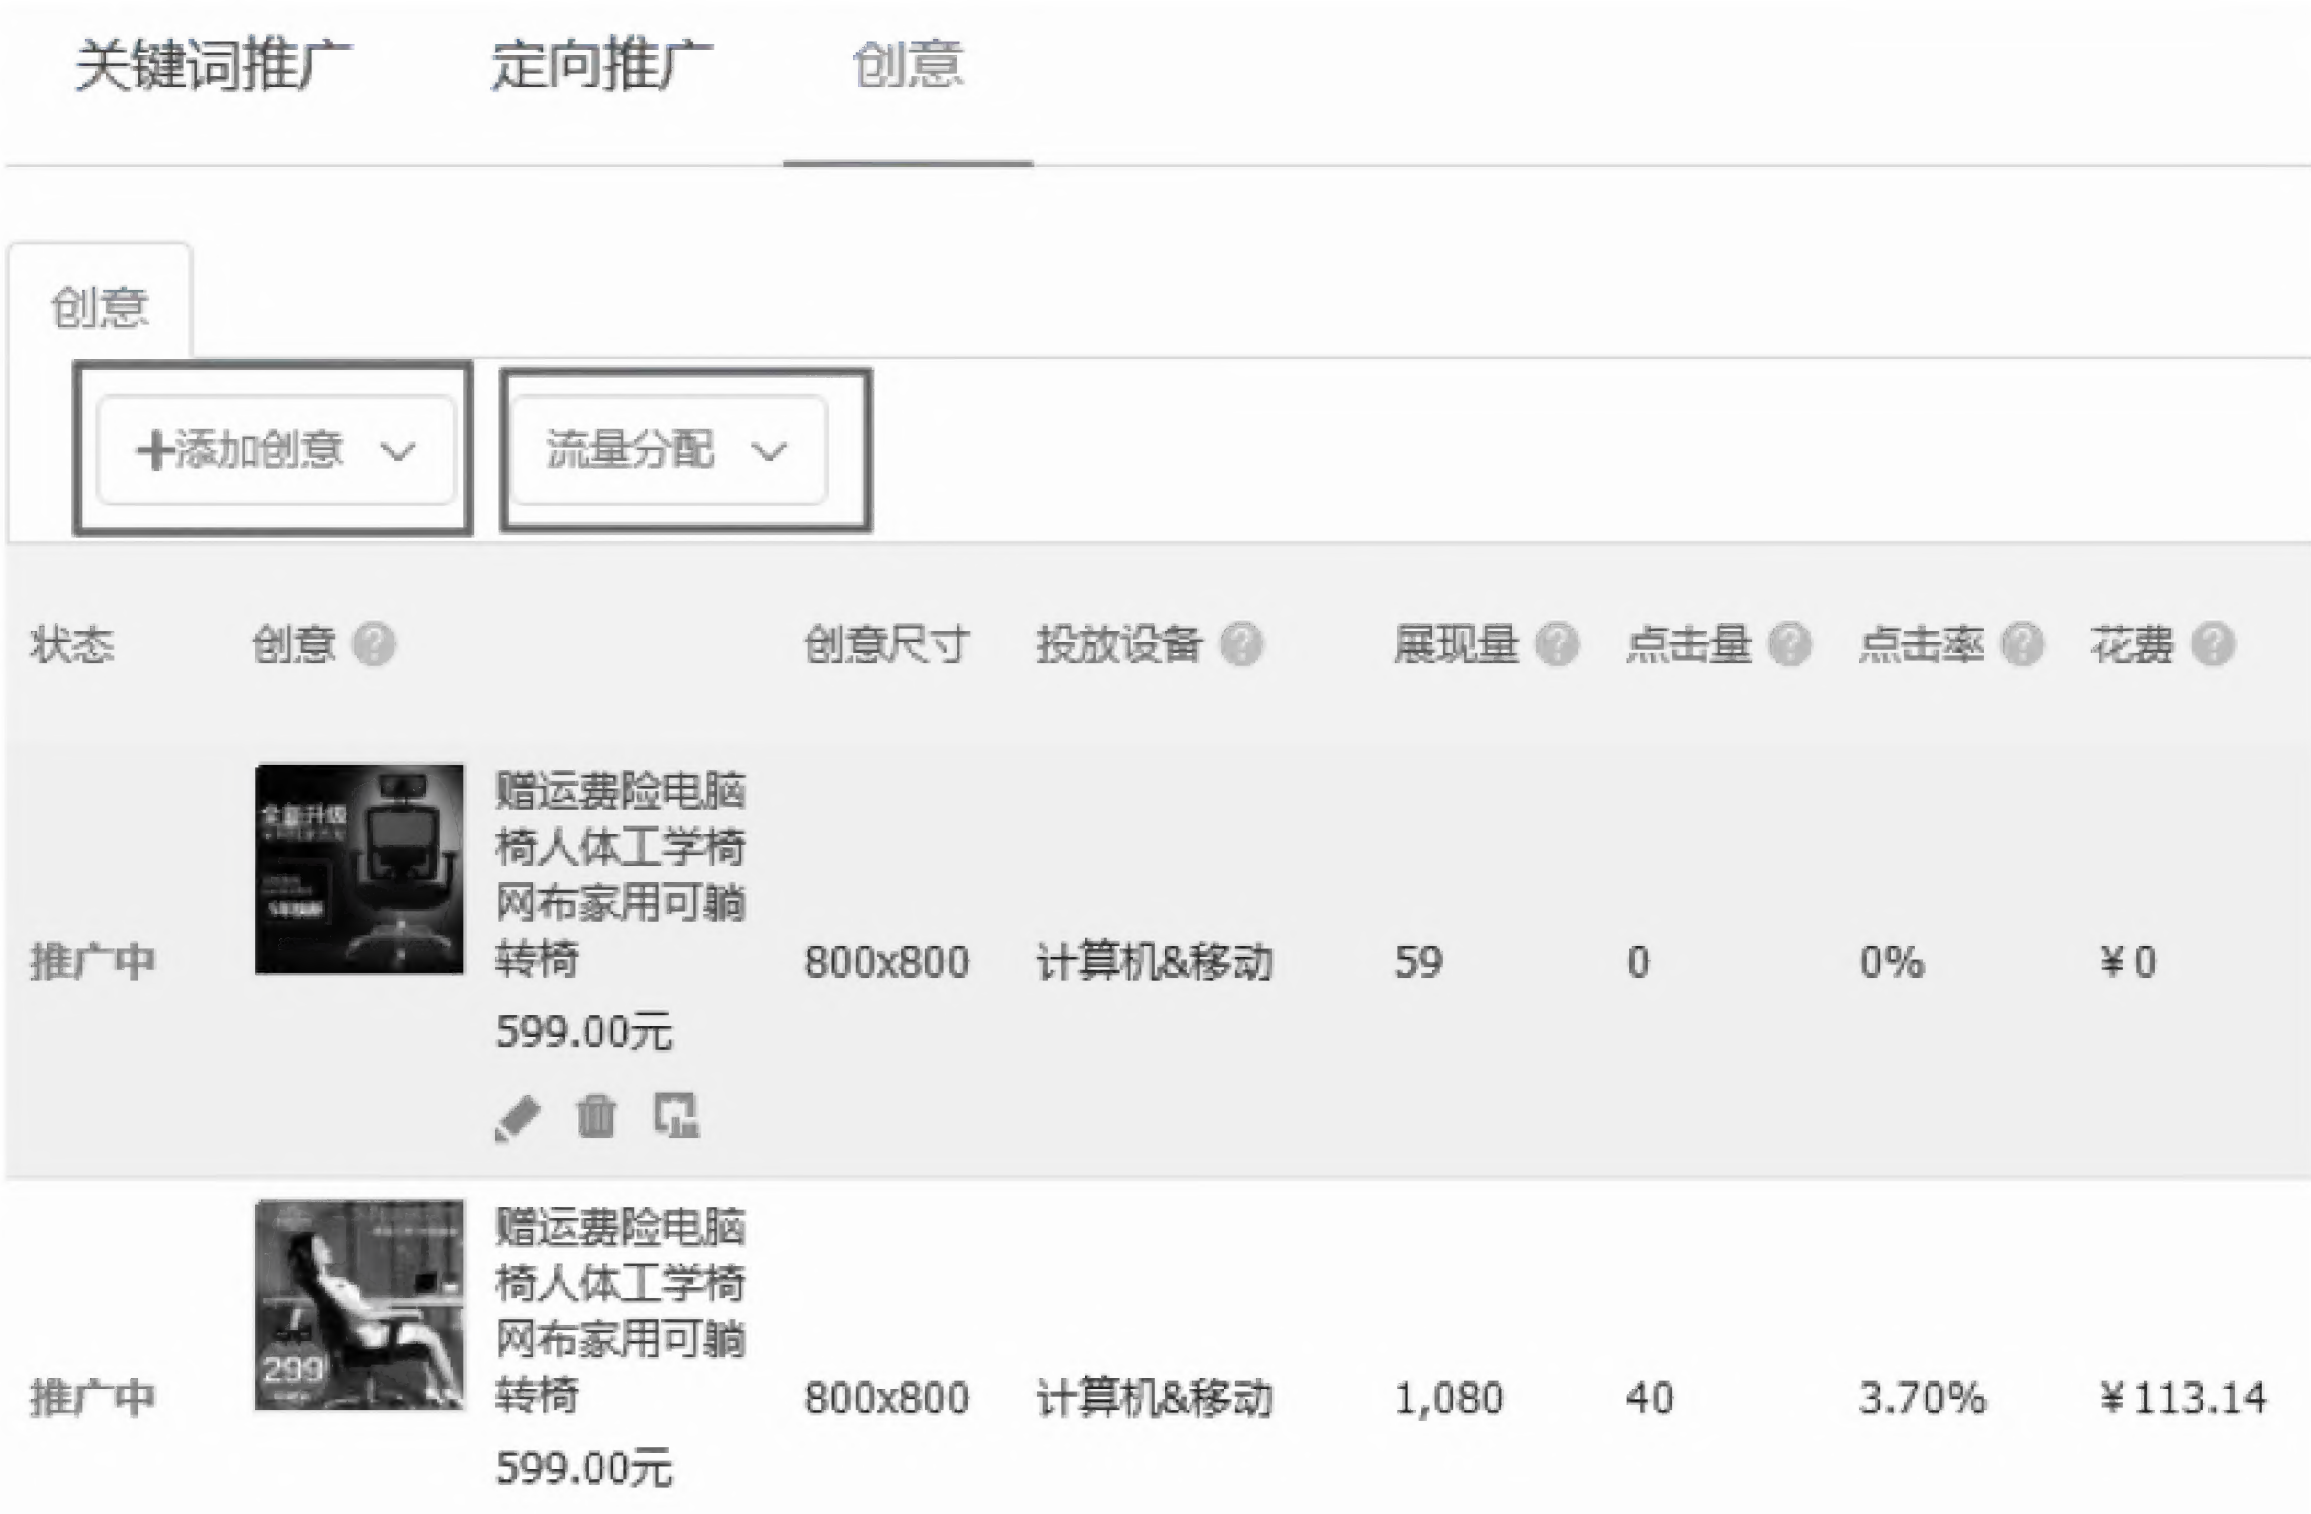 关键词推广 定向推广 创意
创意
+添加创意 流量分配
状态 创意 创意尺寸 投放设备 展现量 点击量 点击率 花费
全新升级
赠运费险电脑
椅人体工学椅
网布家用可躺
转椅
推广中 800x800 计算机&移动 59 0 0% ¥0
599.00元
赠运费险电脑
椅人体工学椅
网布家用可躺
299
转椅
推广中 800x800 计算机&移动 1,080 40 3.70% ¥113.14
599.00元